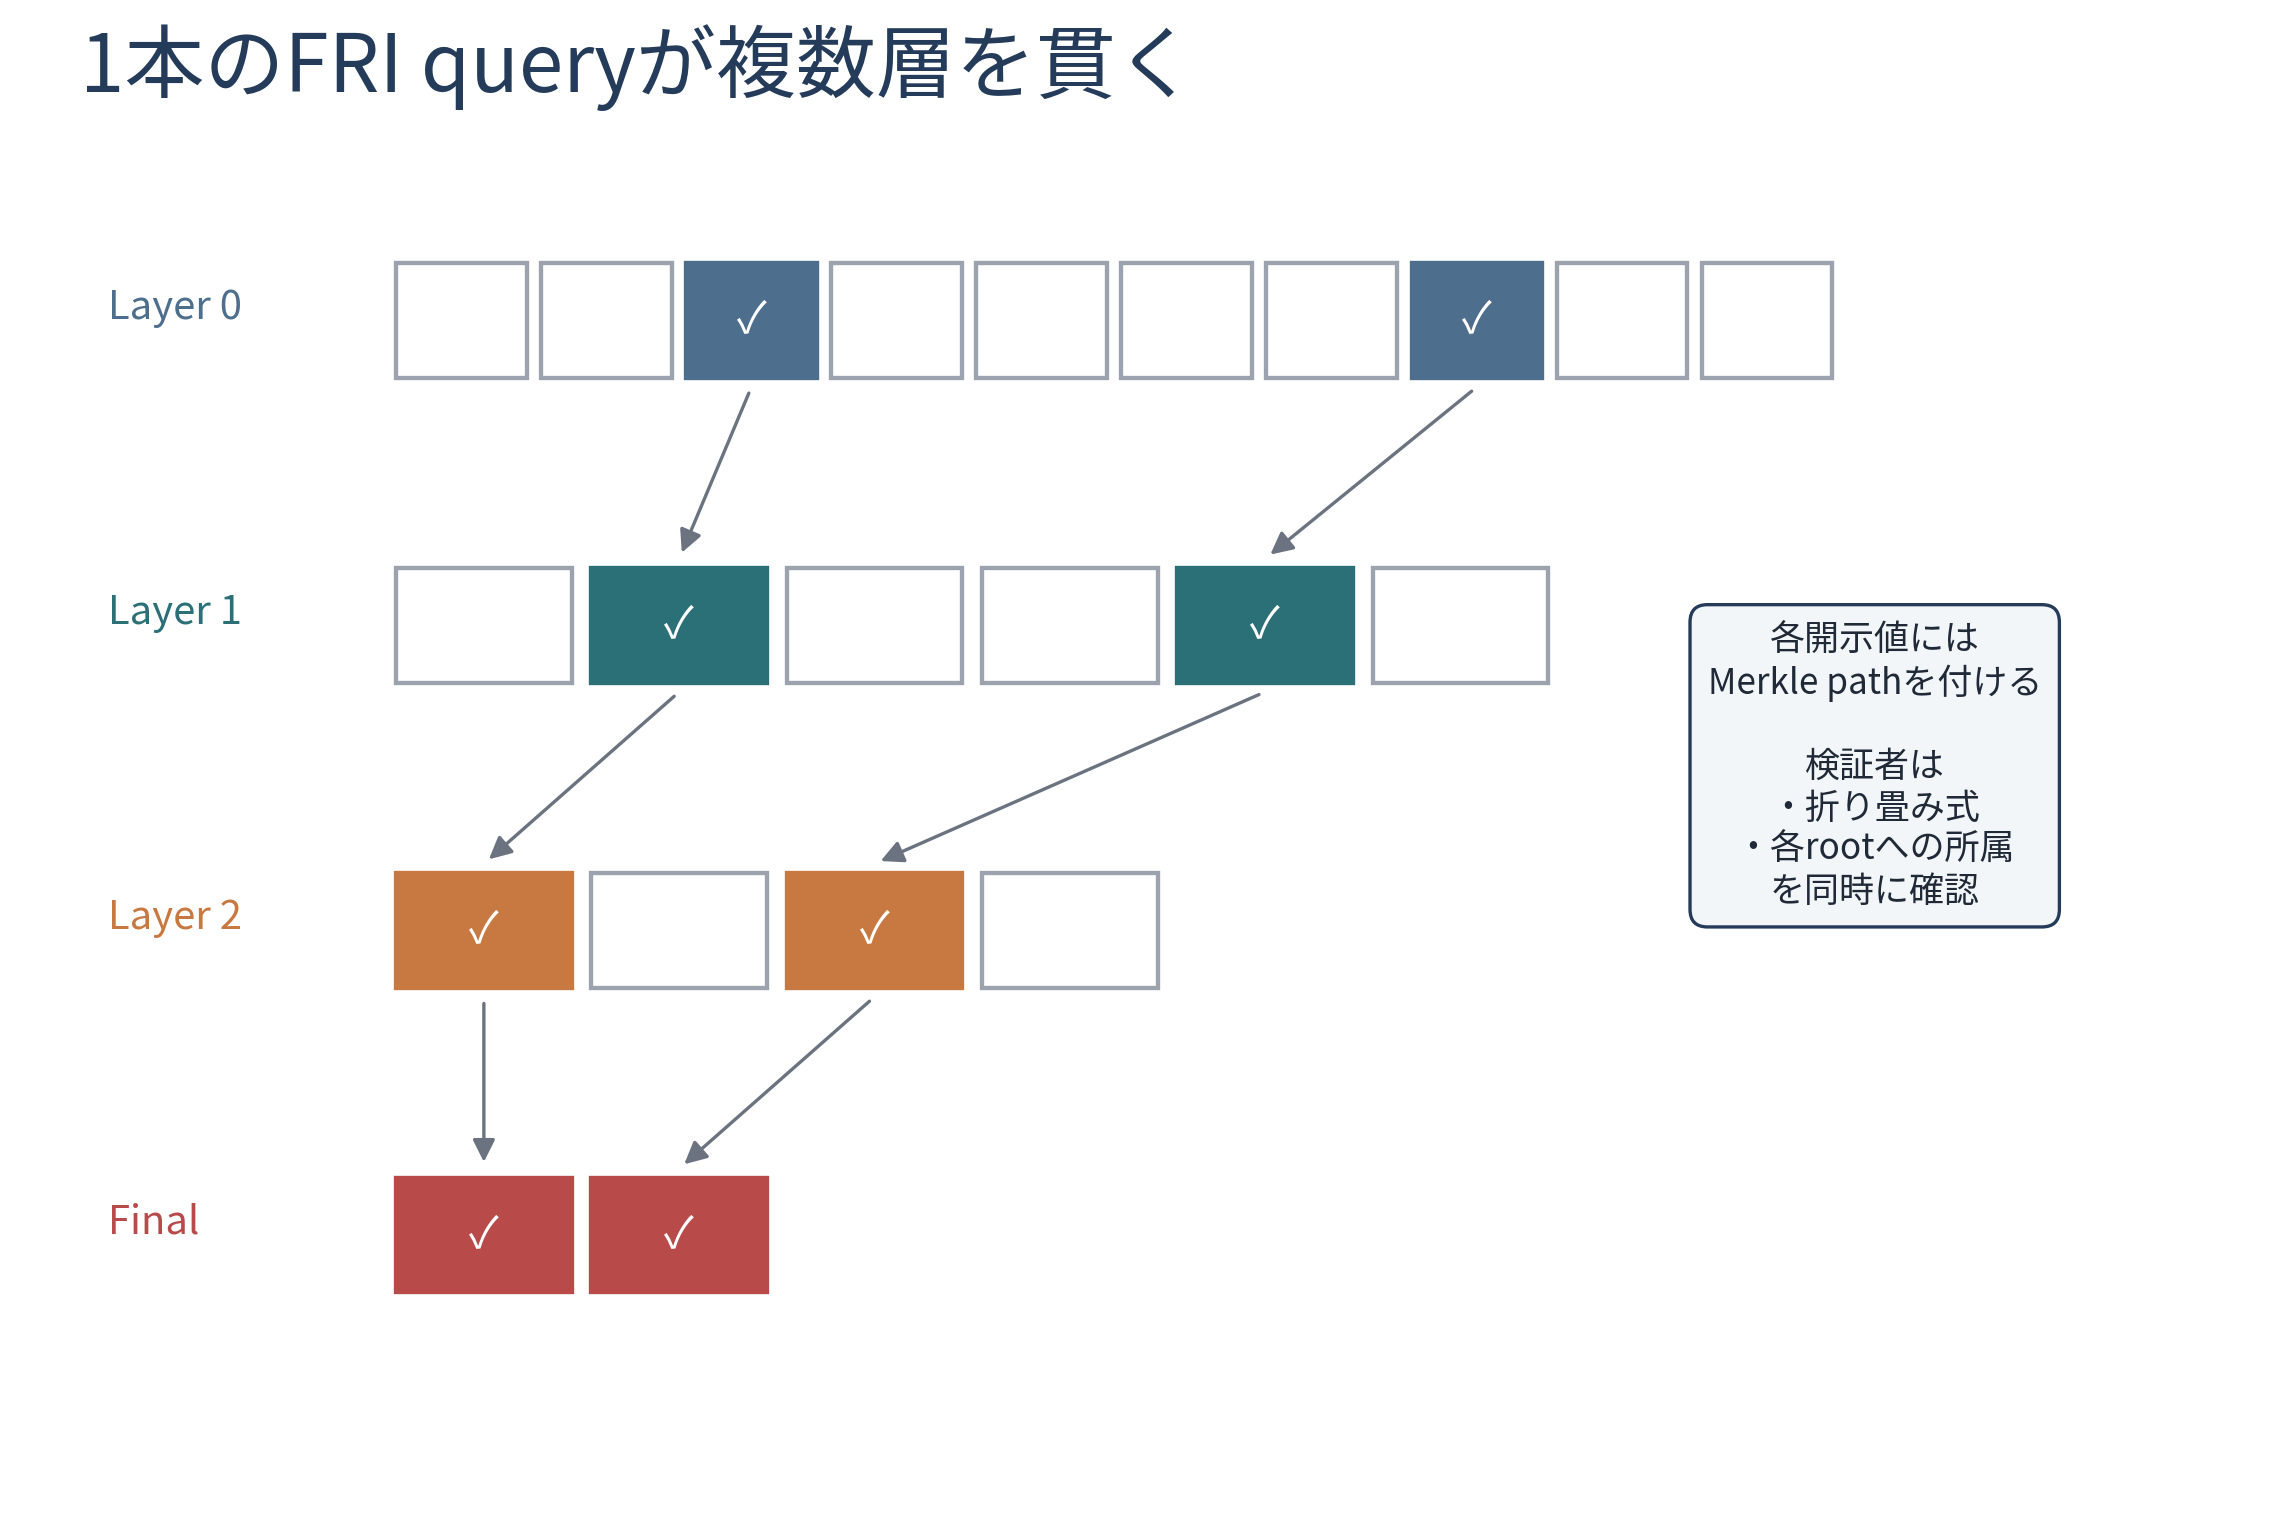 1本のFRI queryが複数層を貫く
Layer 0
✓ ✓
Layer 1
✓ ✓
各開示値には
Merkle pathを付ける
検証者は
・折り畳み式
・各rootへの所属
を同時に確認
Layer 2
✓ ✓
Final
✓ ✓